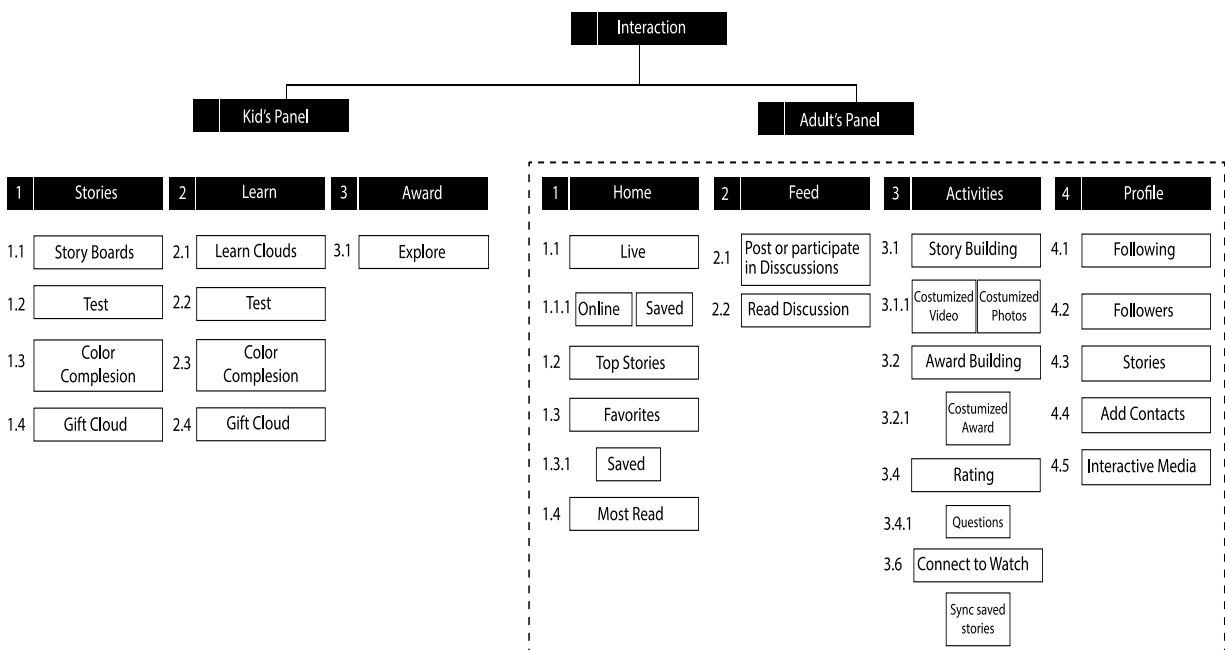 Interaction
Kid's Panel
Adult's Panel
1 Stories
2 Learn
3 Award
1.1 Story Boards
2.1 Learn Clouds
3.1 Explore
1.2 Test
2.2 Test
1.3 Color
Complesion
2.3 Color
Complesion
1.4 Gift Cloud
2.4 Gift Cloud
1 Home
2 Feed
3 Activities
4 Profile
1.1 Live
1.1.1 Online Saved
1.2 Top Stories
1.3 Favorites
1.3.1 Saved
1.4 Most Read
2.1 Post or participate
in Disscussions
2.2 Read Discussion
3.1 Story Building
3.1.1 Costumized
Video
Costumized
Photos
3.2 Award Building
3.2.1 Costumized
Award
3.4 Rating
3.4.1 Questions
3.6 Connect to Watch
Sync saved
stories
4.1 Following
4.2 Followers
4.3 Stories
4.4 Add Contacts
4.5 Interactive Media